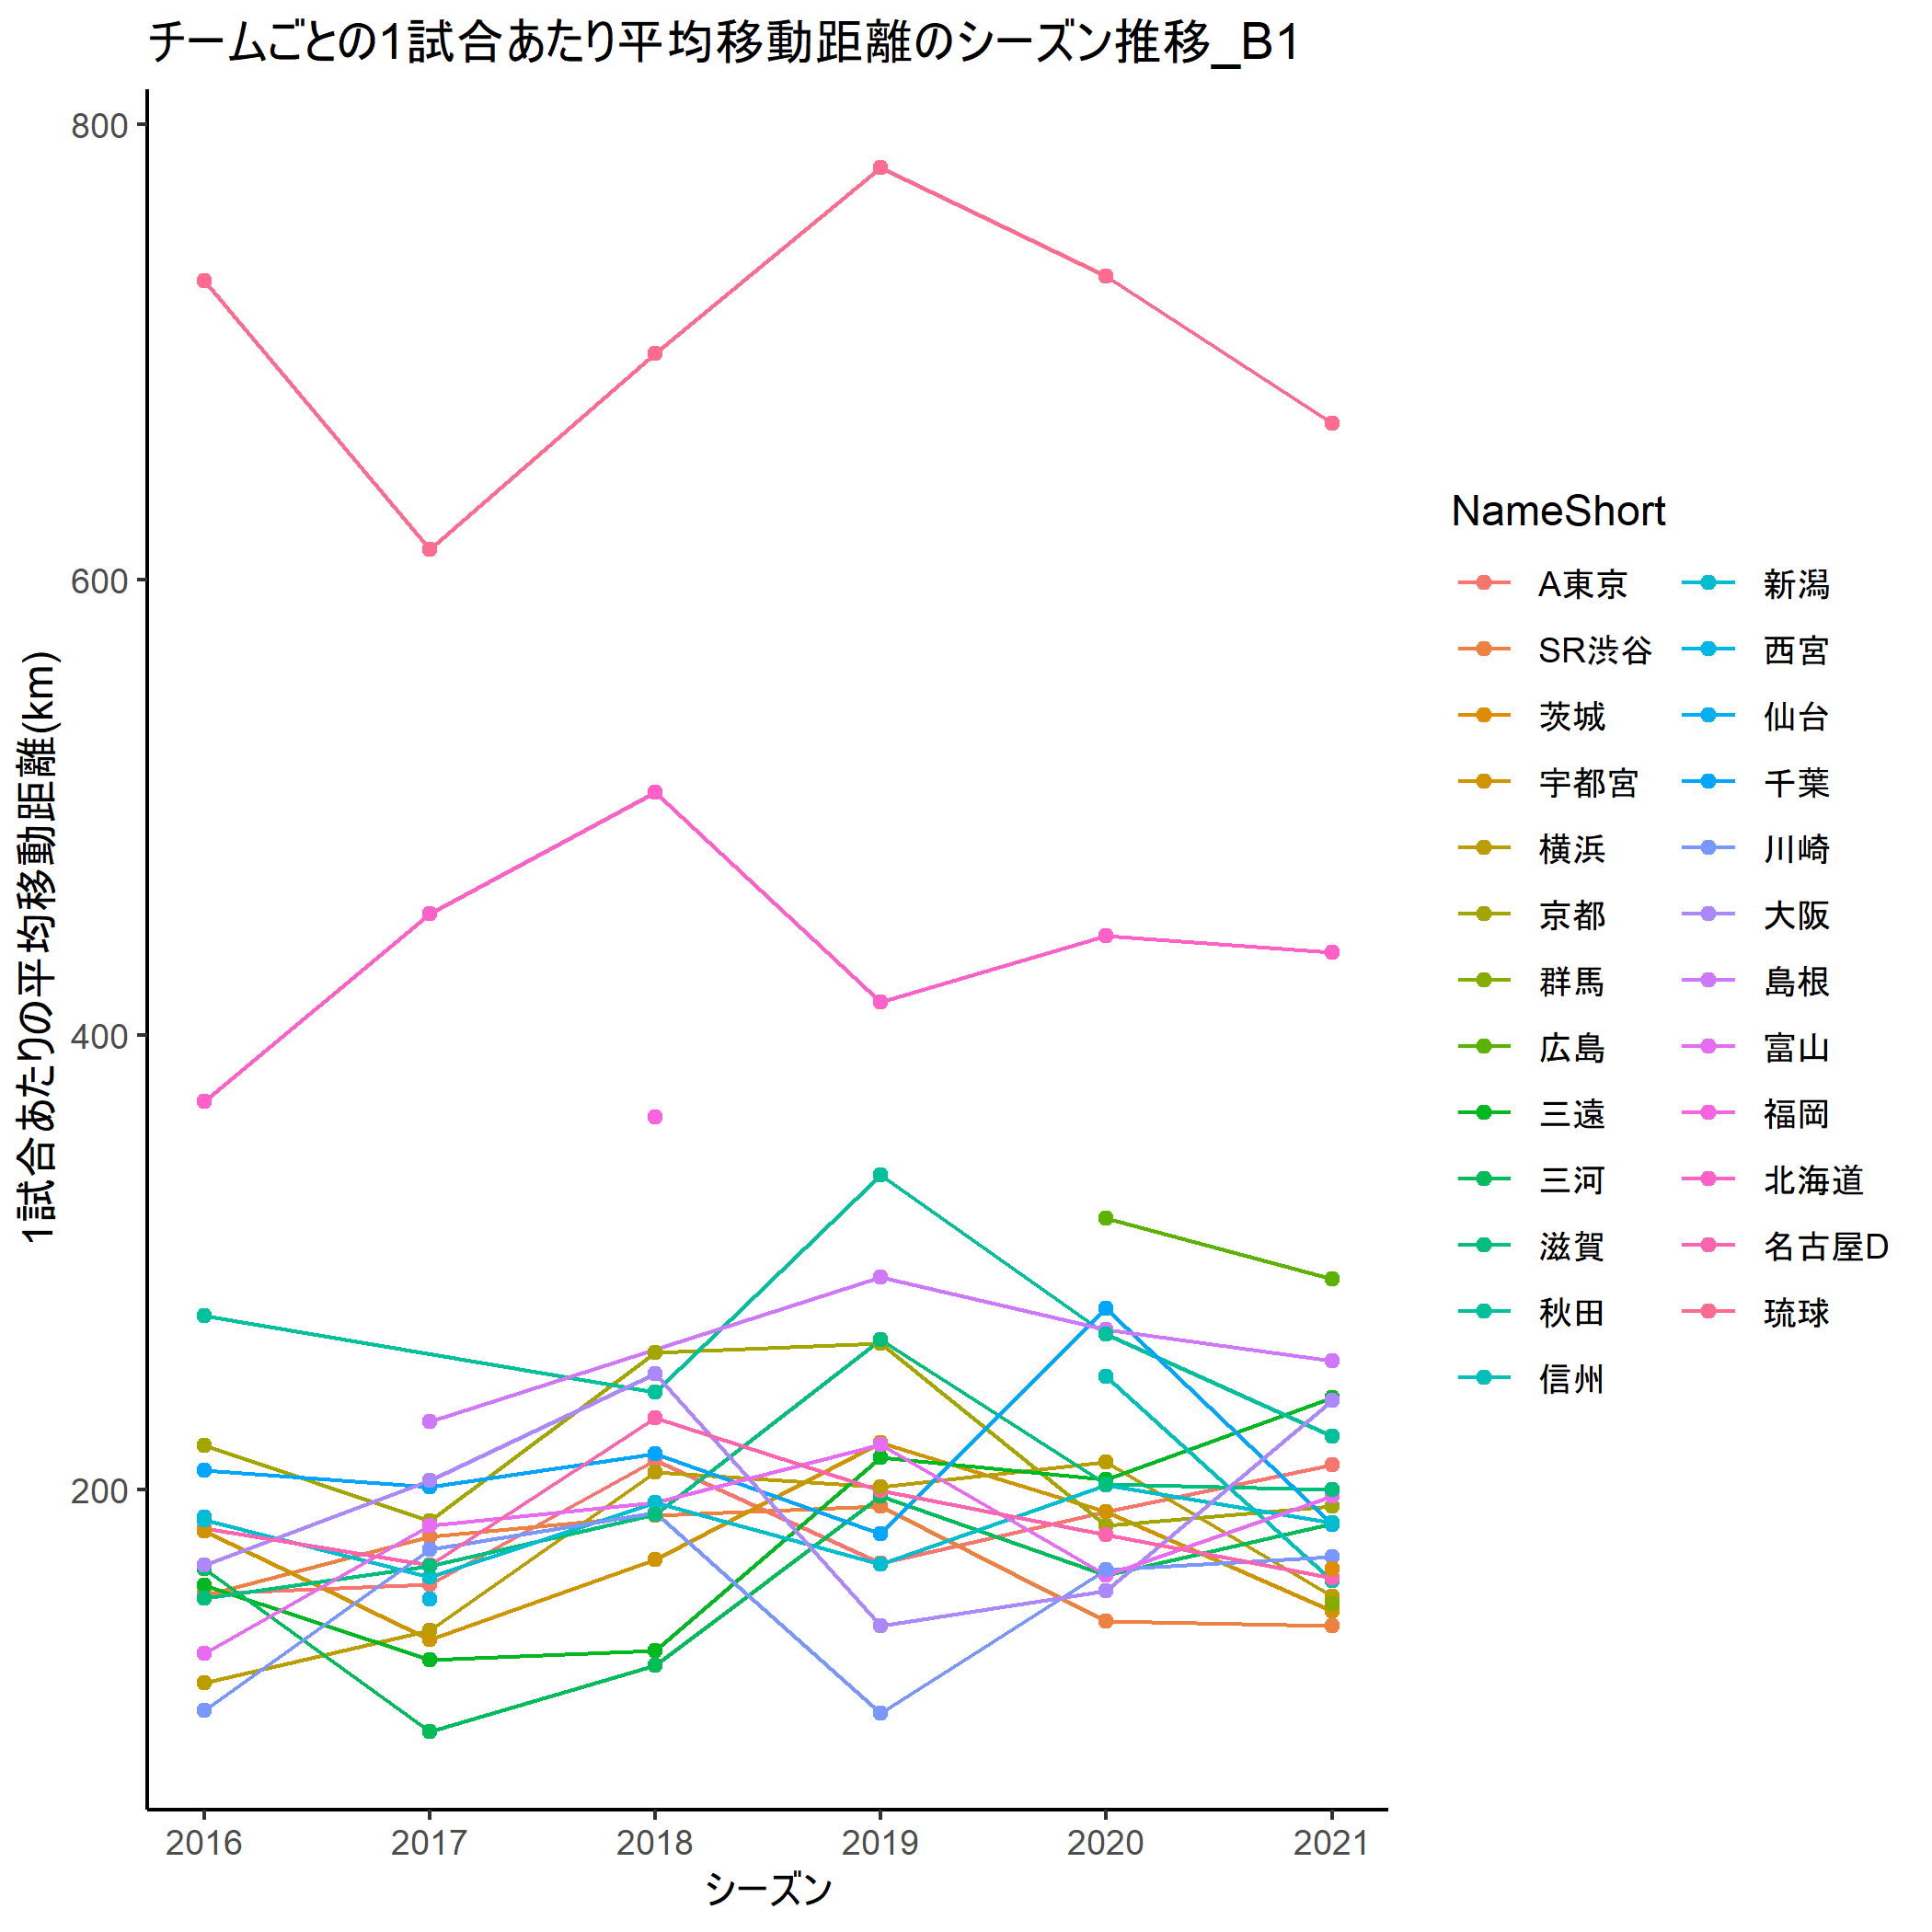 チームごとの1試合あたり平均移動距離のシーズン推移_B1
1試合あたりの平均移動距離(km)
800
600
400
200
2016
2017
2018
2019
2020
2021
シーズン
NameShort
A東京
SR渋谷
茨城
宇都宮
横浜
京都
群馬
広島
三遠
三河
滋賀
秋田
信州
新潟
西宮
仙台
千葉
川崎
大阪
島根
富山
福岡
北海道
名古屋D
琉球